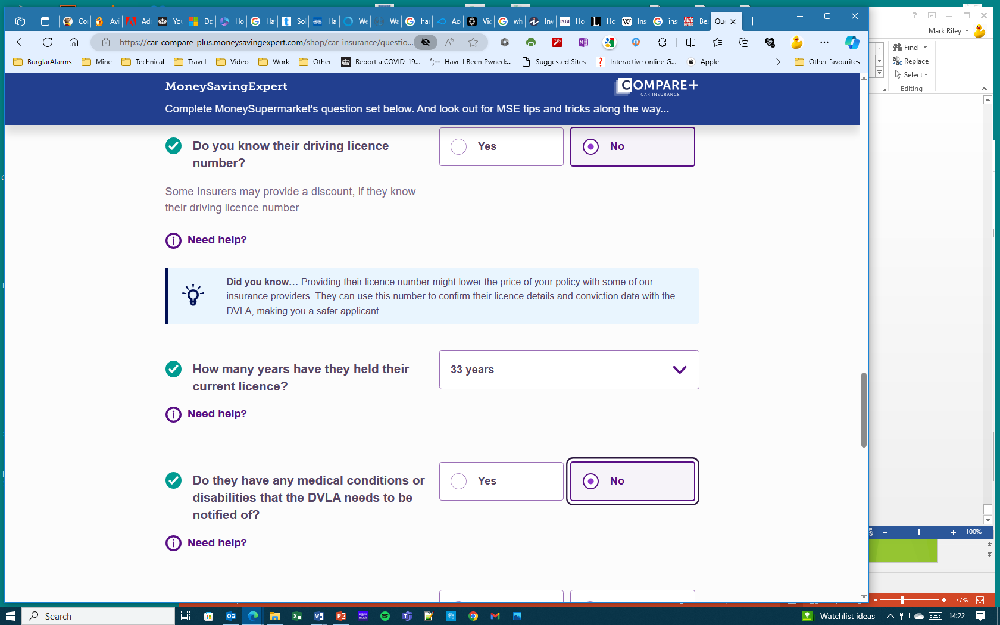 Co
Avi
Ad
You
Do
Ho
Ha
Sol
Ha
We
Wa
har
Ac
Vic
wh
Inv
Ho
Ho
Ins
ins
Be
Qu
Mark Riley
https://car-compare-plus.moneysavingexpert.com/shop/car-insurance/questio...
Find
Replace
Select
Editing
BurglarAlarms
Mine
Technical
Travel
Video
Work
Other
Report a COVID-19...
Have I Been Pwned:...
Suggested Sites
Interactive online G...
Apple
Other favourites
MoneySavingExpert
COMPARE+
CAR INSURANCE
Complete MoneySupermarket's question set below. And look out for MSE tips and tricks along the way...
Do you know their driving licence
number?
Yes
No
Some Insurers may provide a discount, if they know
their driving licence number
Need help?
Did you know… Providing their licence number might lower the price of your policy with some of our
insurance providers. They can use this number to confirm their licence details and conviction data with the
DVLA, making you a safer applicant.
How many years have they held their
current licence?
33 years
Need help?
Do they have any medical conditions or
disabilities that the DVLA needs to be
notified of?
Yes
No
Need help?
100%
77%
Search
Watchlist ideas
14:22